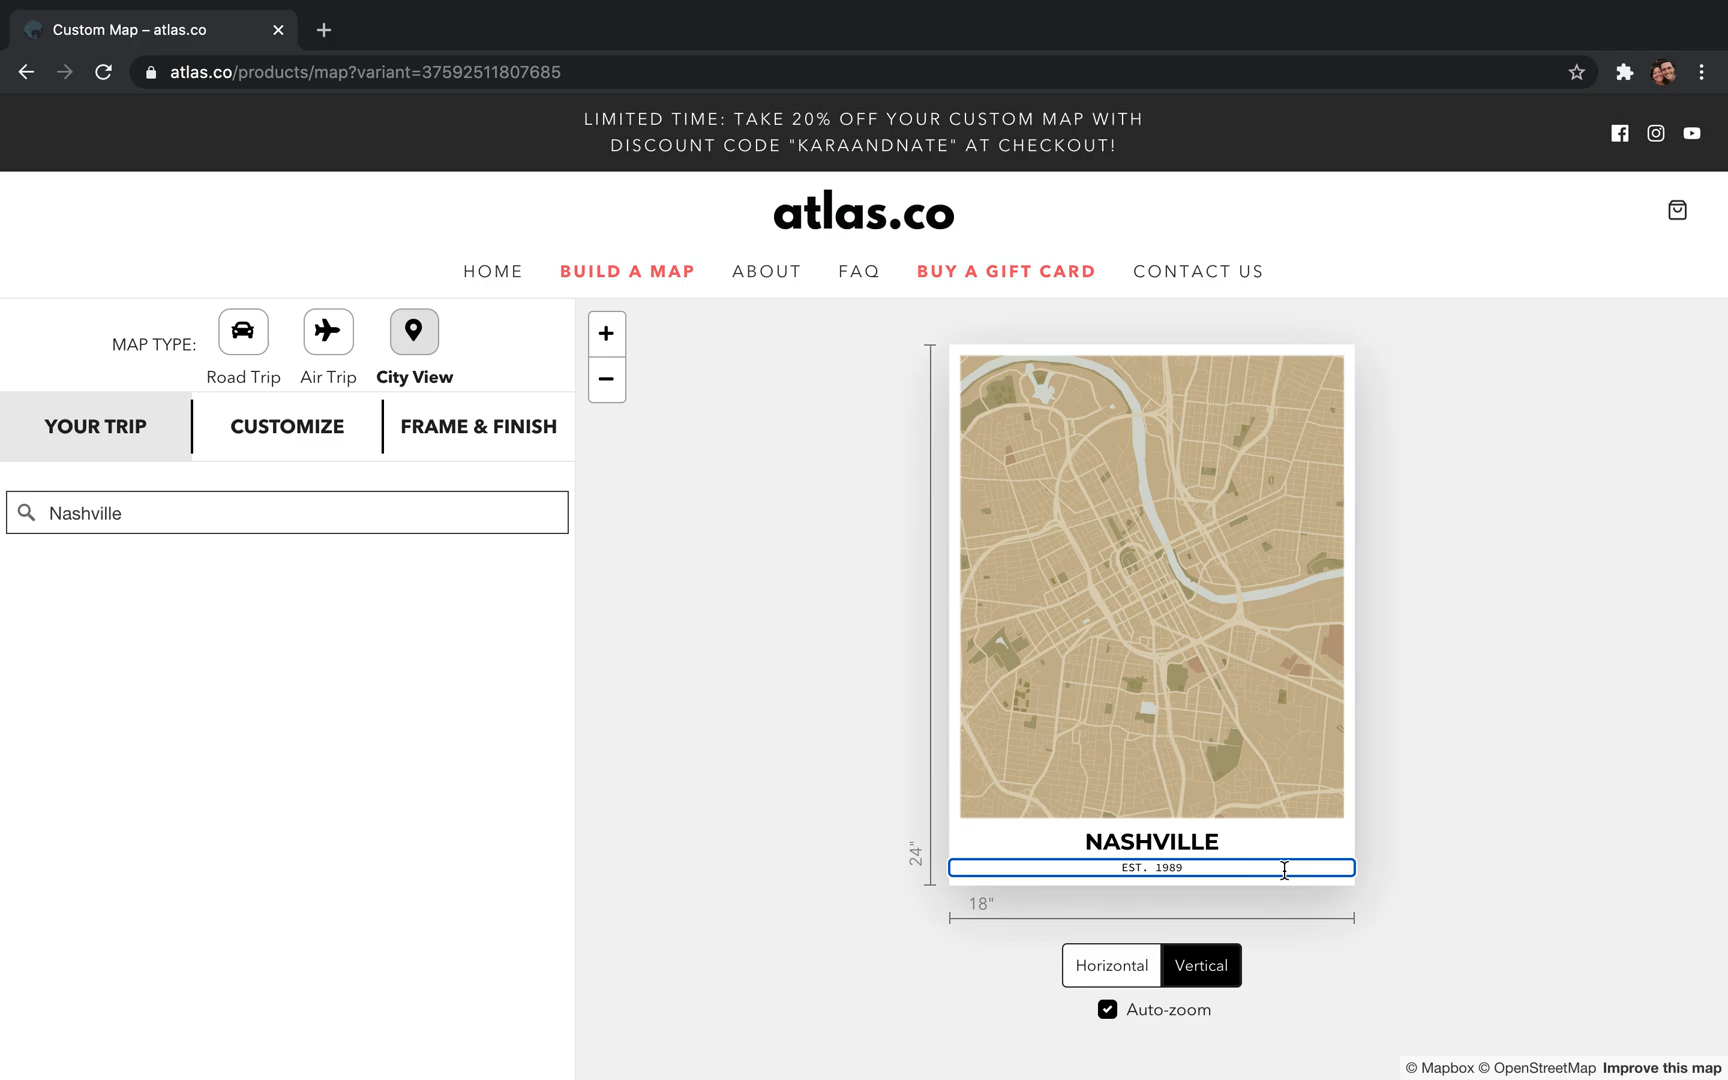 Custom Map – atlas.co
atlas.co/products/map?variant=37592511807685
LIMITED TIME: TAKE 20% OFF YOUR CUSTOM MAP WITH
DISCOUNT CODE "KARAANDNATE" AT CHECKOUT!
atlas.co
HOME BUILD A MAP ABOUT FAQ BUY A GIFT CARD CONTACT US
MAP TYPE:
Road Trip Air Trip City View
YOUR TRIP CUSTOMIZE FRAME & FINISH
Nashville
NASHVILLE
EST. 1989
24"
18"
Horizontal Vertical
Auto-zoom
© Mapbox © OpenStreetMap Improve this map